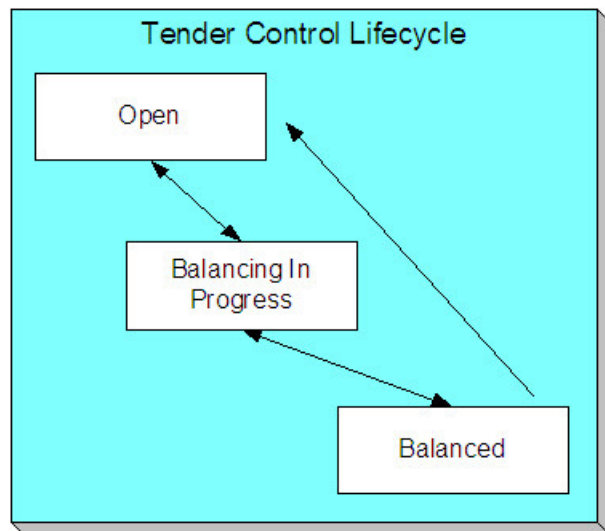 Tender Control Lifecycle
Open
Balancing In
Progress
Balanced